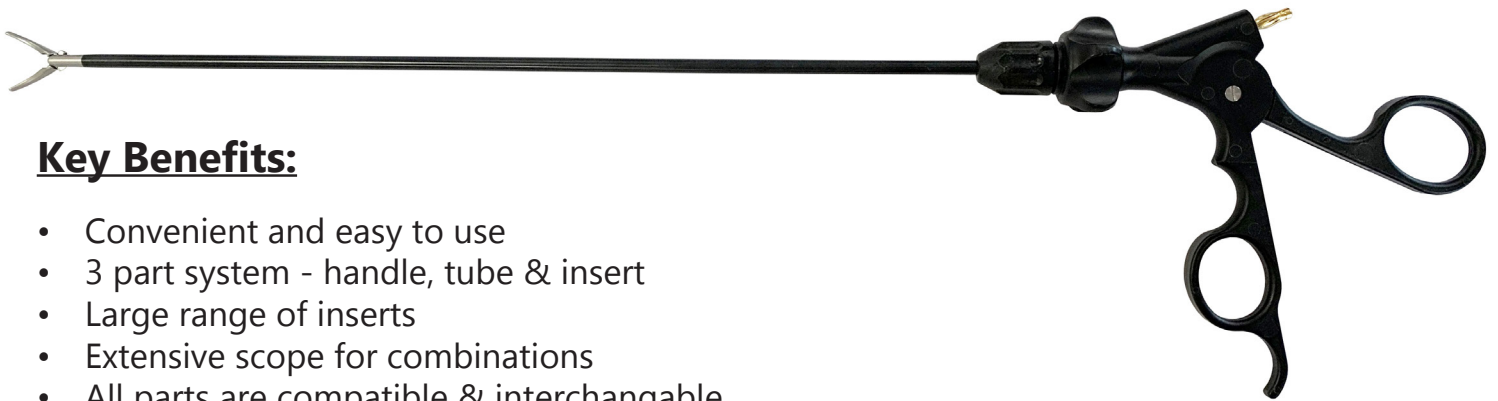 Key Benefits:
• Convenient and easy to use
• 3 part system - handle, tube & insert
• Large range of inserts
• Extensive scope for combinations
• All parts are compatible & interchangable